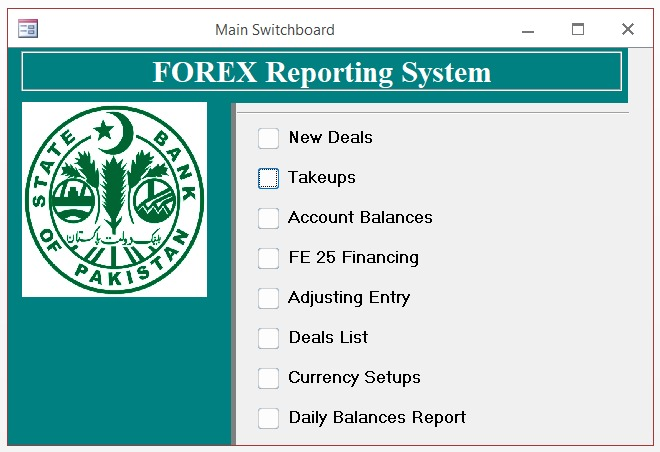 Main Switchboard
FOREX Reporting System
STATE BANK
OF PAKISTAN
بینک دولت پاکستان
New Deals
Takeups
Account Balances
FE 25 Financing
Adjusting Entry
Deals List
Currency Setups
Daily Balances Report